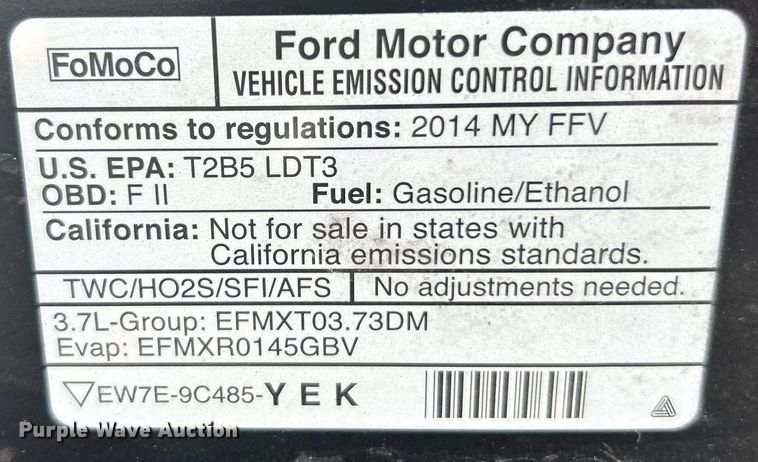 FoMoCo
Ford Motor Company
VEHICLE EMISSION CONTROL INFORMATION
Conforms to regulations: 2014 MY FFV
U.S. EPA: T2B5 LDT3
OBD: F II Fuel: Gasoline/Ethanol
California: Not for sale in states with
California emissions standards.
TWC/HO2S/SFI/AFS No adjustments needed.
3.7L-Group: EFMXT03.73DM
Evap: EFMXR0145GBV
EW7E-9C485-Y E K
Purple Wave Auction